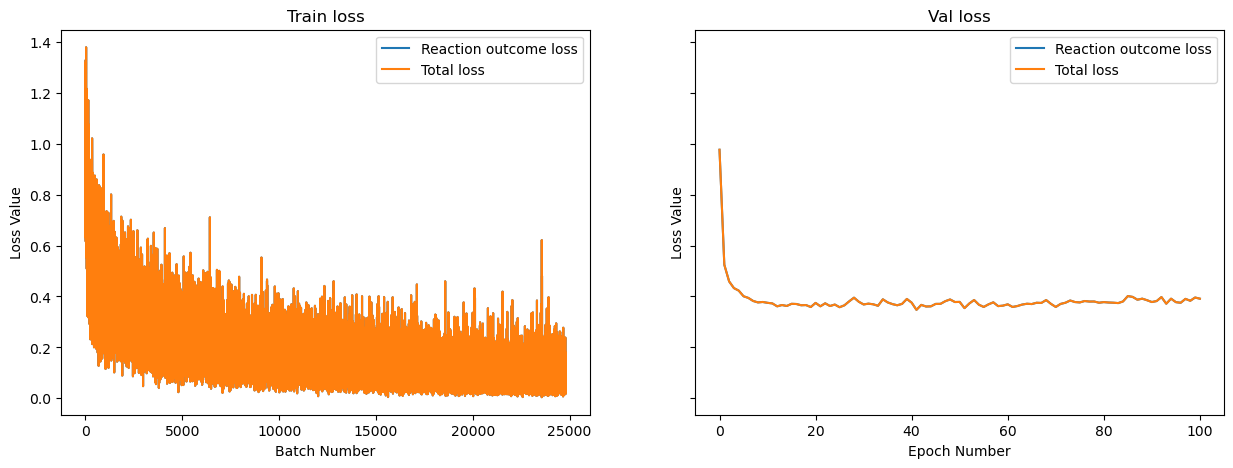 Train loss
Reaction outcome loss
Total loss
Loss Value
1.4
1.2
1.0
0.8
0.6
0.4
0.2
0.0
0
5000
10000
15000
20000
25000
Batch Number
Val loss
Reaction outcome loss
Total loss
Loss Value
0
20
40
60
80
100
Epoch Number